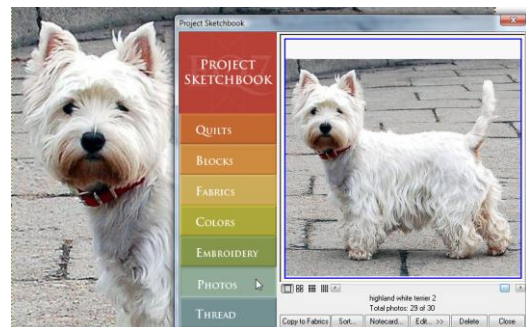 Project Sketchbook
PROJECT
SKETCHBOOK
QUILTS
BLOCKS
FABRICS
COLORS
EMBROIDERY
PHOTOS
THREAD
highland white terrier 2
Total photos: 29 of 30
Copy to Fabrics Sort... Notecard... Edit... >> Delete Close